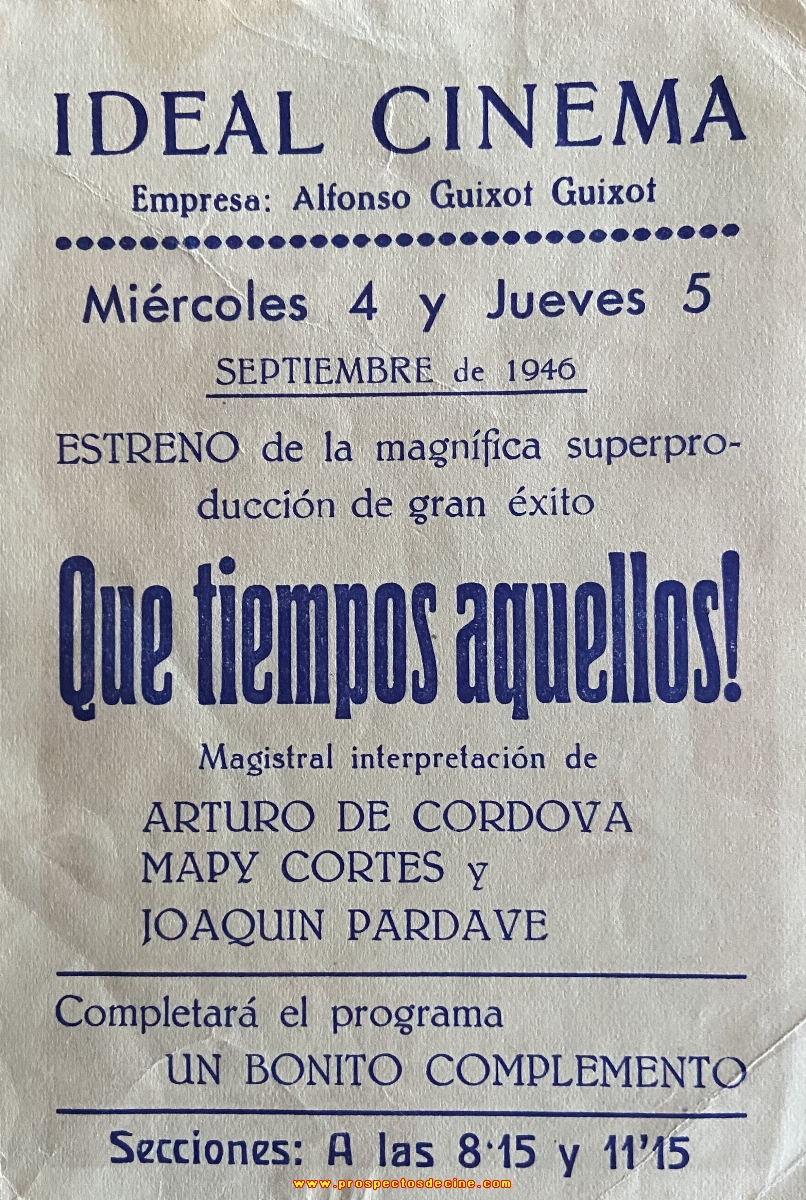 IDEAL CINEMA
Empresa: Alfonso Guixot Guixot
Miércoles 4 y Jueves 5
SEPTIEMBRE de 1946
ESTRENO de la magnífica superpro-
ducción de gran éxito
Que tiempos aquellos!
Magistral interpretación de
ARTURO DE CORDOVA
MAPY CORTES y
JOAQUIN PARDAVE
Completará el programa
UN BONITO COMPLEMENTO
Secciones: A las 8·15 y 11'15
www.prospectosdecine.com